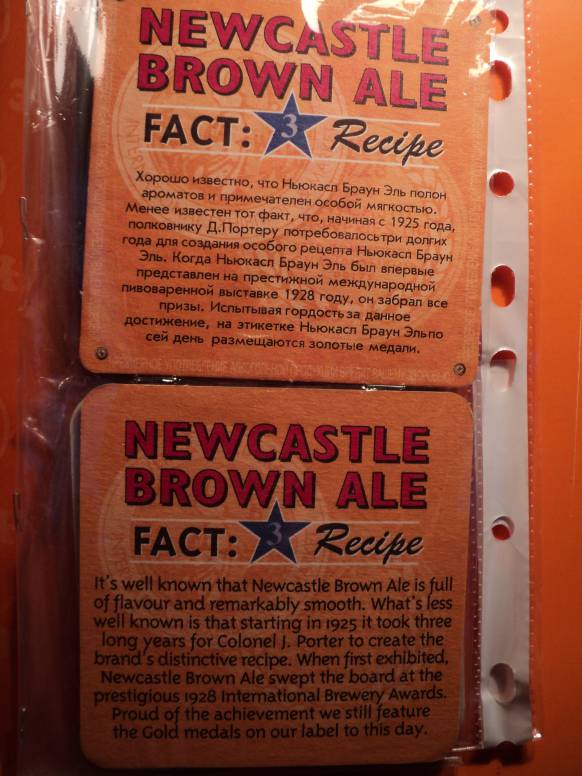 NEWCASTLE
BROWN ALE
FACT: 3 Recipe
Хорошо известно, что Ньюкасл Браун Эль полон
ароматов и примечателен особой мягкостью.
Менее известен тот факт, что, начиная с 1925 года,
полковнику Д.Портеру потребовалосьтри долгих
года для создания особого рецепта Ньюкасл Браун
Эль. Когда Ньюкасл Браун Эль был впервые
представлен на престижной международной
пивоваренной выставке 1928 году, он забрал все
призы. Испытывая гордостьза данное
достижение, на этикетке Ньюкасл Браун Эльпо
сей день размещаются золотые медали.
NEWCASTLE
BROWN ALE
FACT: 3 Recipe
It's well known that Newcastle Brown Ale is full
of flavour and remarkably smooth. What's less
well known is that starting in 1925 it took three
long years for Colonel J. Porter to create the
brand's distinctive recipe. When first exhibited,
Newcastle Brown Ale swept the board at the
prestigious 1928 International Brewery Awards.
Proud of the achievement we still feature
the Gold medals on our label to this day.